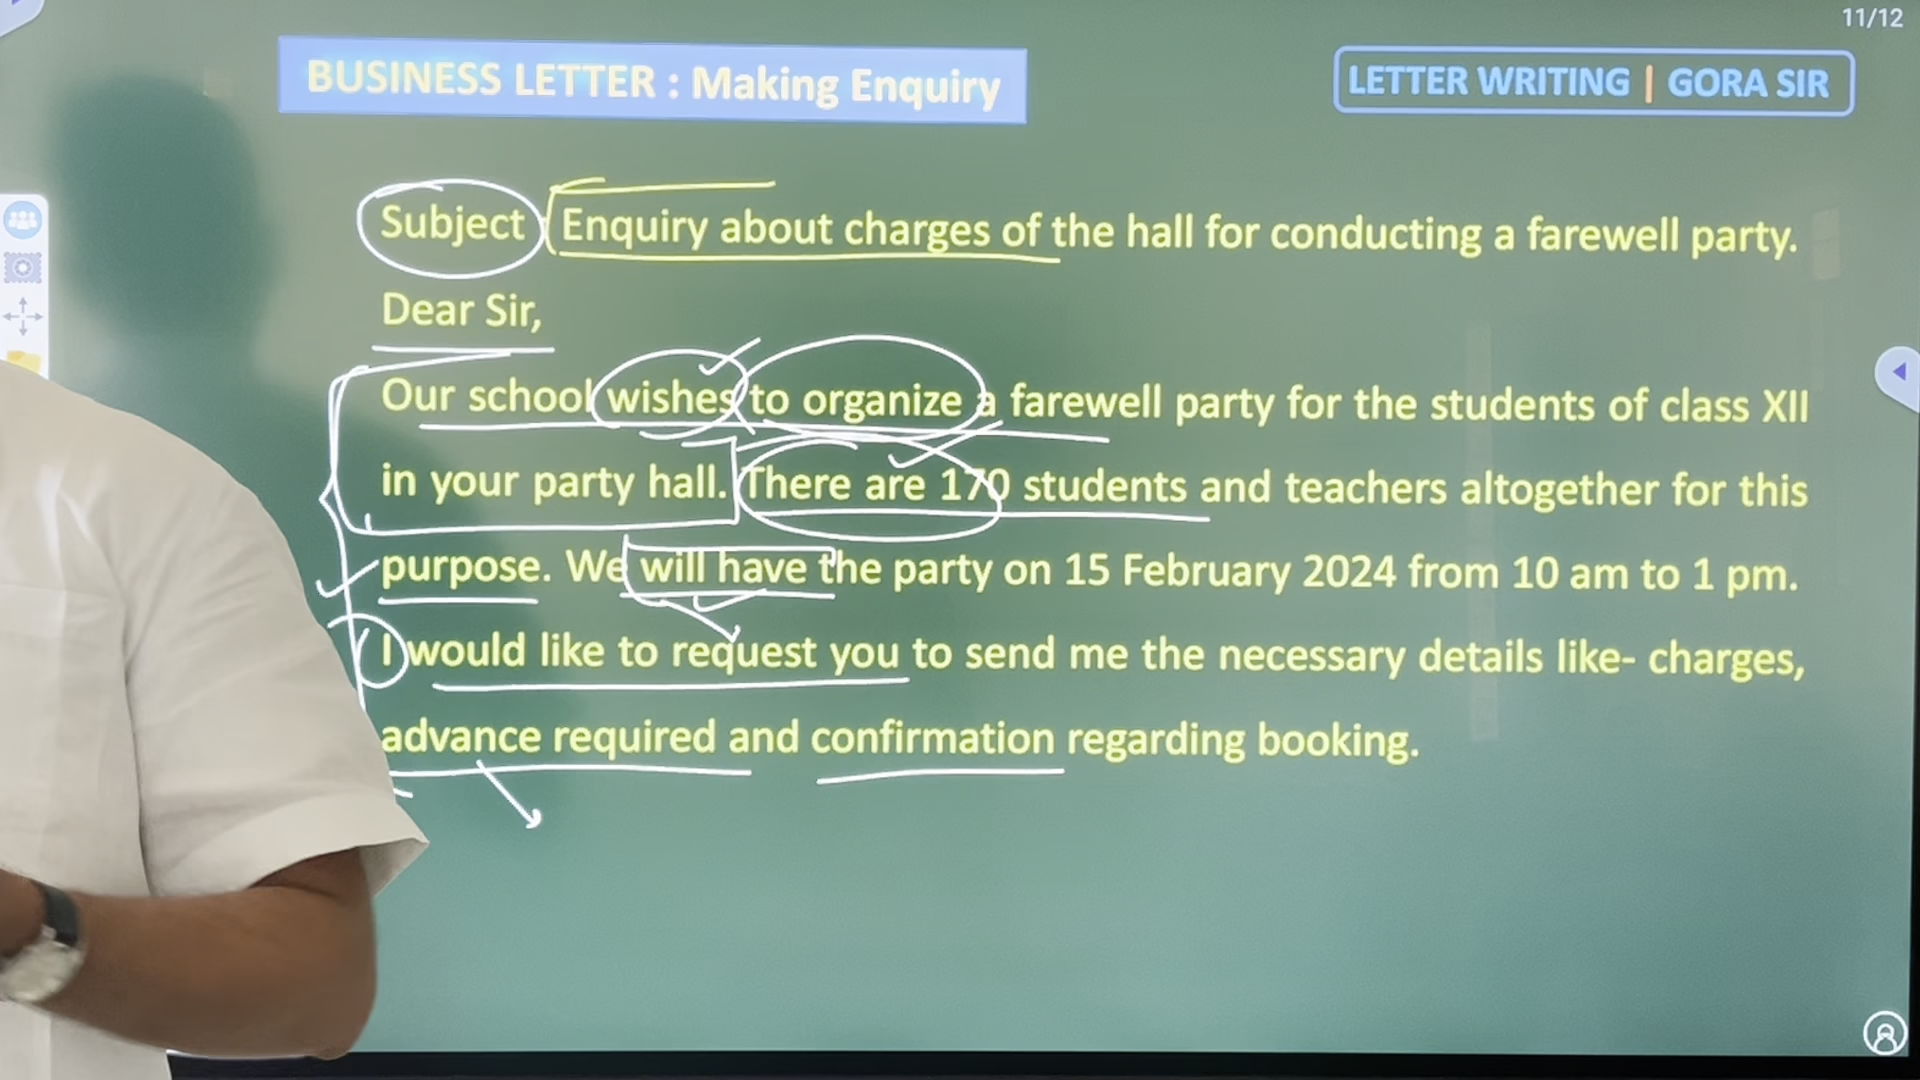 11/12
BUSINESS LETTER : Making Enquiry
LETTER WRITING | GORA SIR
Subject Enquiry about charges of the hall for conducting a farewell party.
Dear Sir,
Our school wishes to organize a farewell party for the students of class XII
in your party hall. There are 170 students and teachers altogether for this
purpose. We will have the party on 15 February 2024 from 10 am to 1 pm.
I would like to request you to send me the necessary details like- charges,
advance required and confirmation regarding booking.